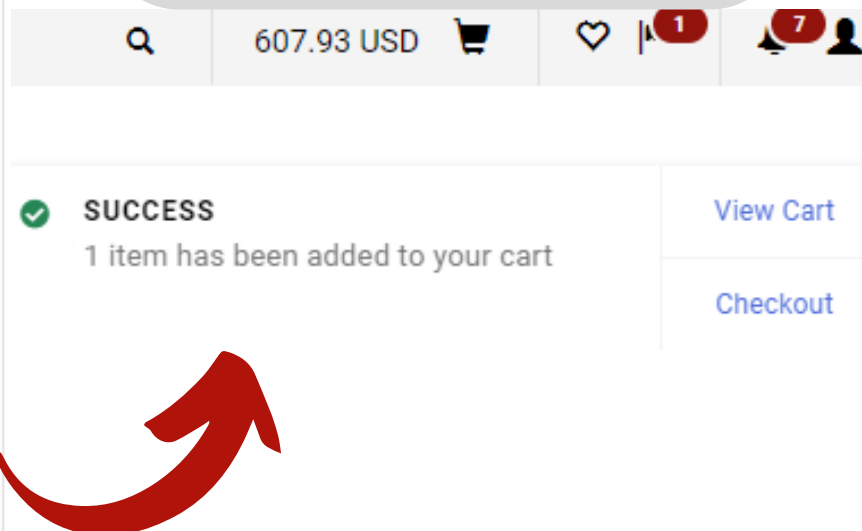 607.93 USD 1 7
SUCCESS
1 item has been added to your cart
View Cart
Checkout